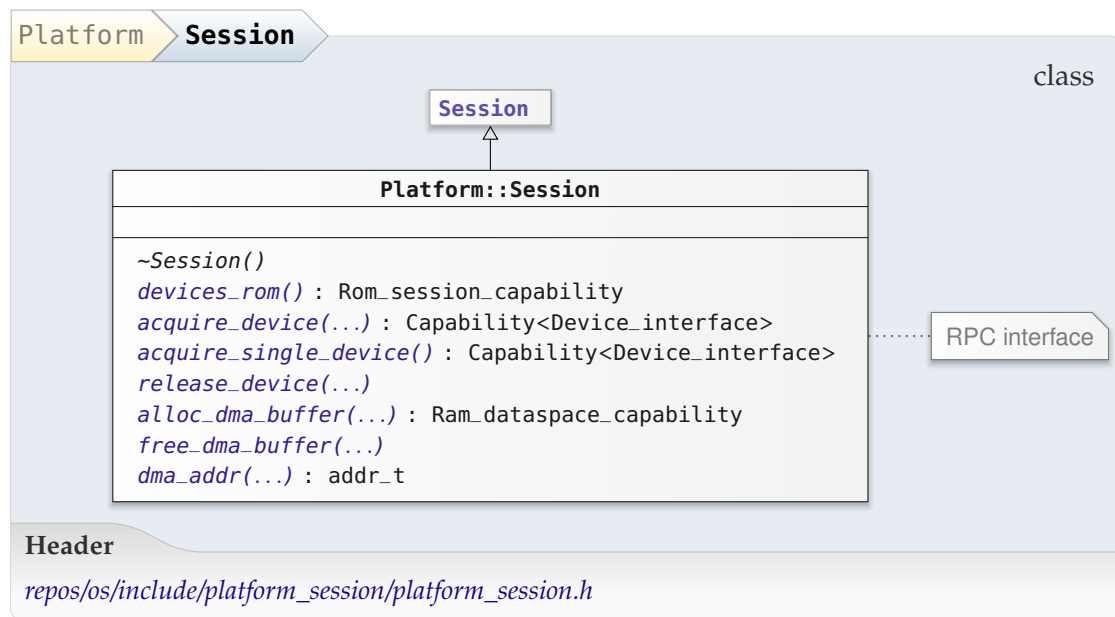 Platform Session
class
Session
Platform::Session
~Session()
devices_rom() : Rom_session_capability
acquire_device(...) : Capability<Device_interface>
acquire_single_device() : Capability<Device_interface>
release_device(...)
alloc_dma_buffer(...) : Ram_dataspace_capability
free_dma_buffer(...)
dma_addr(...) : addr_t
RPC interface
Header
repos/os/include/platform_session/platform_session.h